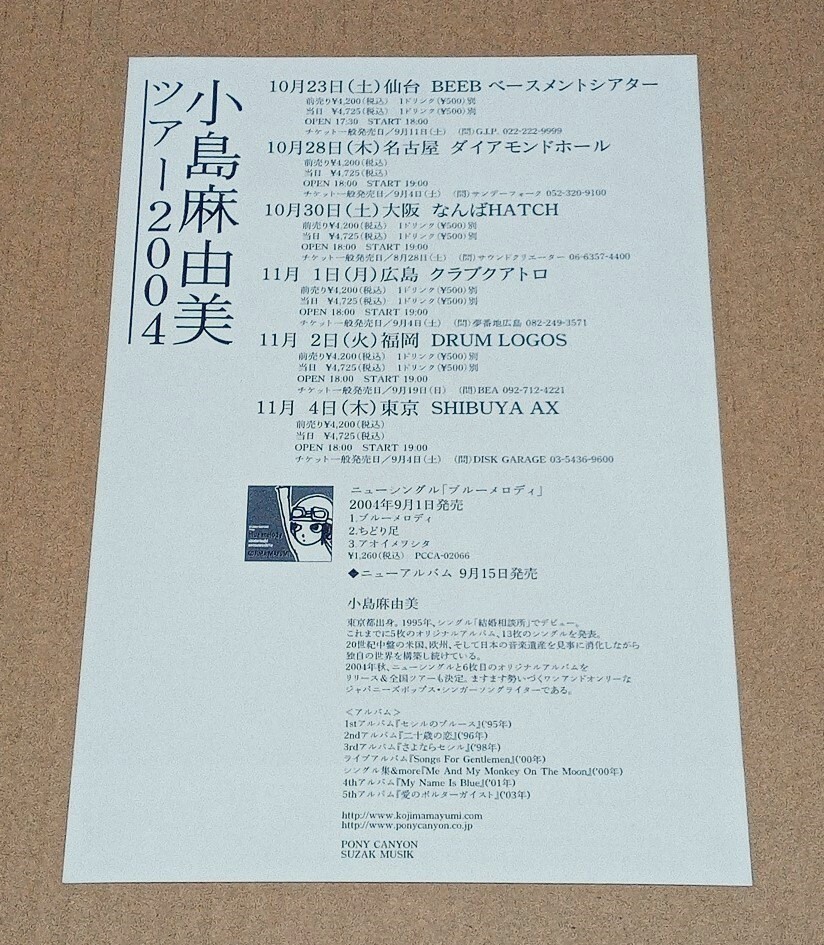 小島麻由美
ツアー2004
10月23日(土)仙台 BEEB ベースメントシアター
前売り¥4,200(税込) 1ドリンク(¥500)別
当日 ¥4,725(税込) 1ドリンク(¥500)別
OPEN 17:30 START 18:00
チケット一般発売日/9月11日(土) (問)G.I.P. 022-222-9999
10月28日(木)名古屋 ダイアモンドホール
前売り¥4,200(税込)
当日 ¥4,725(税込)
OPEN 18:00 START 19:00
チケット一般発売日/9月4日(土) (問)サンデーフォーク 052-320-9100
10月30日(土)大阪 なんばHATCH
前売り¥4,200(税込) 1ドリンク(¥500)別
当日 ¥4,725(税込) 1ドリンク(¥500)別
OPEN 18:00 START 19:00
チケット一般発売日/8月28日(土) (問)サウンドクリエーター 06-6357-4400
11月 1日(月)広島 クラブクアトロ
前売り¥4,200(税込) 1ドリンク(¥500)別
当日 ¥4,725(税込) 1ドリンク(¥500)別
OPEN 18:00 START 19:00
チケット一般発売日/9月4日(土) (問)夢番地広島 082-249-3571
11月 2日(火)福岡 DRUM LOGOS
前売り¥4,200(税込) 1ドリンク(¥500)別
当日 ¥4,725(税込) 1ドリンク(¥500)別
OPEN 18:00 START 19:00
チケット一般発売日/9月19日(日) (問)BEA 092-712-4221
11月 4日(木)東京 SHIBUYA AX
前売り¥4,200(税込)
当日 ¥4,725(税込)
OPEN 18:00 START 19:00
チケット一般発売日/9月4日(土) (問)DISK GARAGE 03-5436-9600
ニューシングル「ブルーメロディ」
2004年9月1日発売
1.ブルーメロディ
2.ちどり足
3.アオイメヲシタ
¥1,260(税込) PCCA-02066
◆ニューアルバム 9月15日発売
小島麻由美
東京都出身。1995年、シングル「結婚相談所」でデビュー。
これまでに5枚のオリジナルアルバム、13枚のシングルを発表。
20世紀中盤の米国、欧州、そして日本の音楽遺産を見事に消化しながら
独自の世界を構築し続けている。
2004年秋、ニューシングルと6枚目のオリジナルアルバムを
リリース&全国ツアーも決定。ますます勢いづくワンアンドオンリーな
ジャパニーズポップス・シンガーソングライターである。
<アルバム>
1stアルバム『セシルのブルース』('95年)
2ndアルバム『二十歳の恋』('96年)
3rdアルバム『さよならセシル』('98年)
ライブアルバム『Songs For Gentlemen』('00年)
シングル集&more『Me And My Monkey On The Moon』('00年)
4thアルバム『My Name Is Blue』('01年)
5thアルバム『愛のポルターガイスト』('03年)
http://www.kojimamayumi.com
http://www.ponycanyon.co.jp
PONY CANYON
SUZAK MUSIK